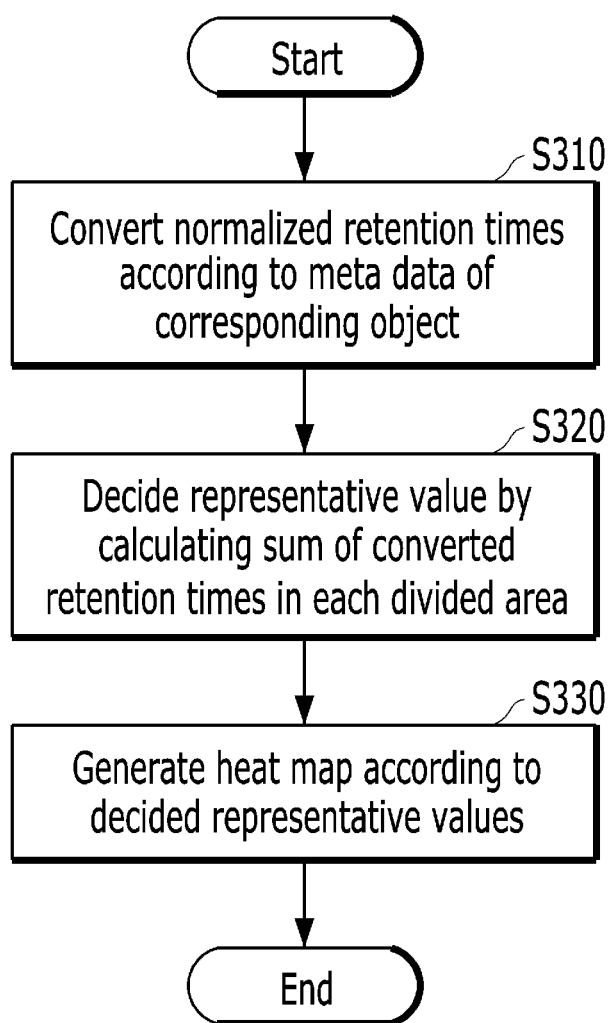 Start
S310
Convert normalized retention times
according to meta data of
corresponding object
S320
Decide representative value by
calculating sum of converted
retention times in each divided area
S330
Generate heat map according to
decided representative values
End